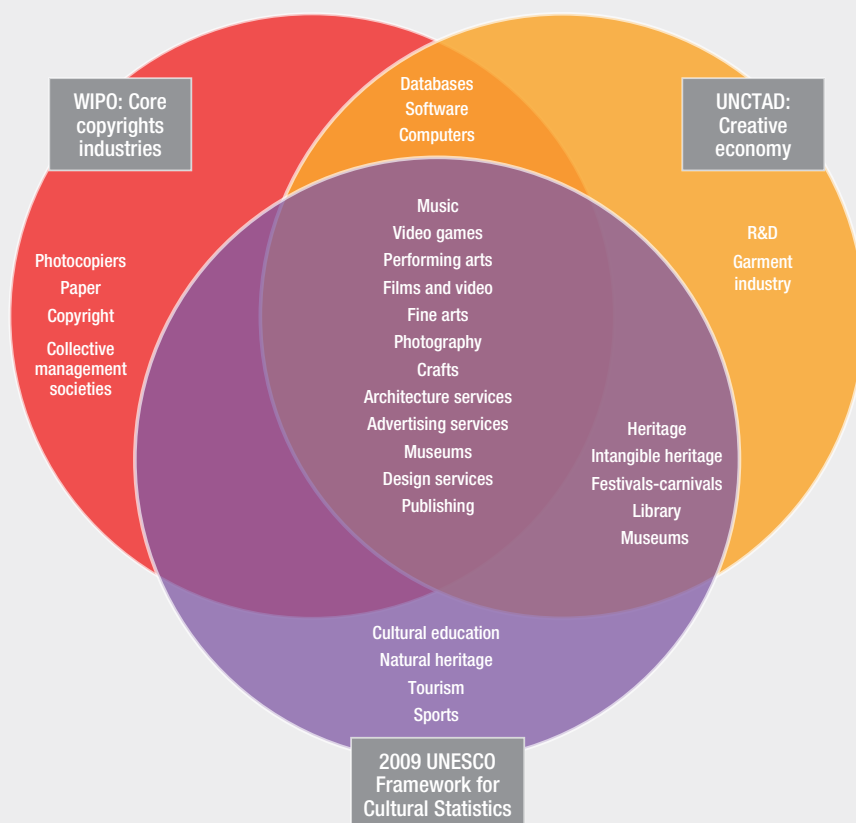 WIPO: Core
copyrights
industries
Databases
Software
Computers
UNCTAD:
Creative
economy
Photocopiers
Paper
Copyright
Collective
management
societies
Music
Video games
Performing arts
Films and video
Fine arts
Photography
Crafts
Architecture services
Advertising services
Museums
Design services
Publishing
R&D
Garment
industry
Heritage
Intangible heritage
Festivals-carnivals
Library
Museums
Cultural education
Natural heritage
Tourism
Sports
2009 UNESCO
Framework for
Cultural Statistics